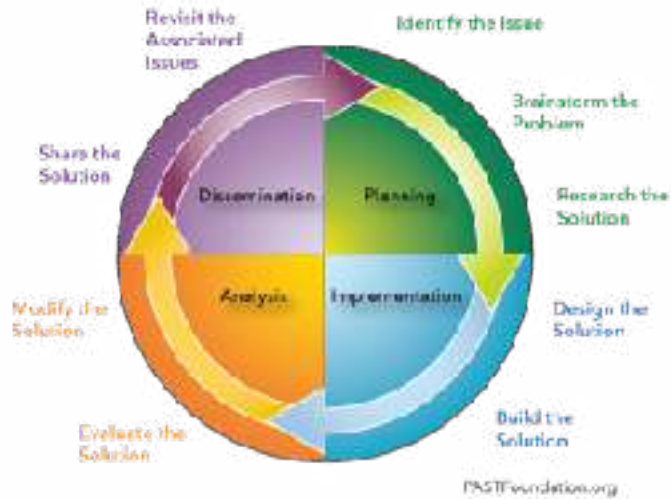 Identify the Issue
Brainstorm the
Problem
Research the
Solution
Design the
Solution
Build the
Solution
Evaluate the
Solution
Modify the
Solution
Share the
Solution
Revisit the
Associated
Issues
Dissemination
Planning
Analysis
Implementation
PASTFoundation.org